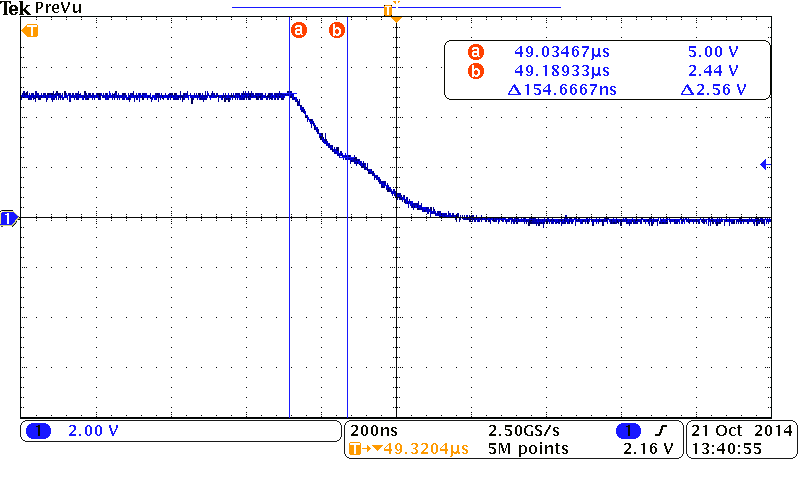 Tek PreVu
T
a b
T
a 49.03467µs 5.00 V
b 49.18933µs 2.44 V
Δ154.6667ns Δ2.56 V
1
1 2.00 V
200ns 2.50GS/s 1 ƒ
T→▼49.3204µs 5M points 2.16 V
21 Oct 2014
13:40:55